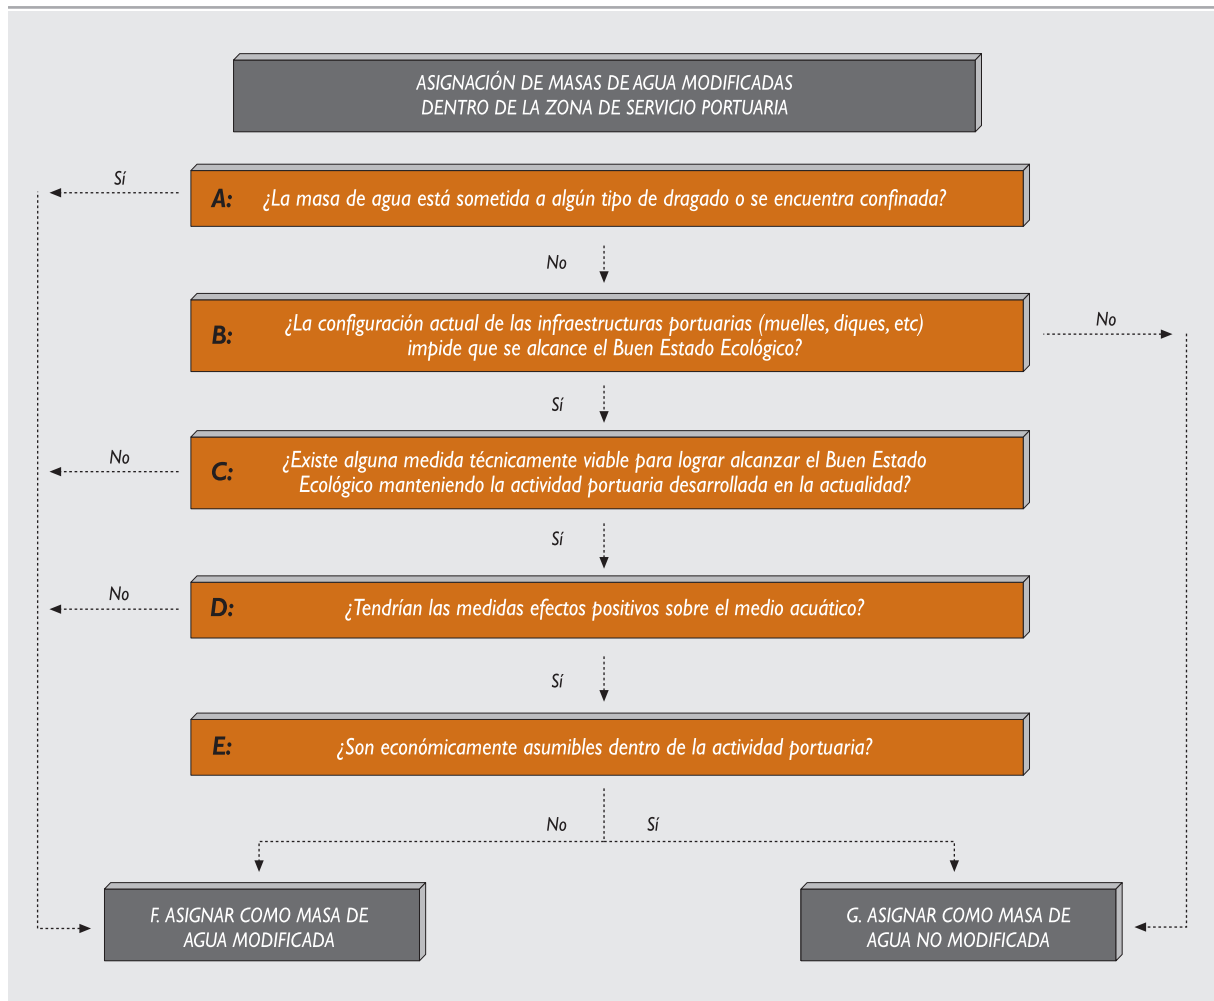 ASIGNACIÓN DE MASAS DE AGUA MODIFICADAS
DENTRO DE LA ZONA DE SERVICIO PORTUARIA
Sí
A: ¿La masa de agua está sometida a algún tipo de dragado o se encuentra confinada?
No
B: ¿La configuración actual de las infraestructuras portuarias (muelles, diques, etc)
impide que se alcance el Buen Estado Ecológico?
No
Sí
No
C: ¿Existe alguna medida técnicamente viable para lograr alcanzar el Buen Estado
Ecológico manteniendo la actividad portuaria desarrollada en la actualidad?
Sí
No
D: ¿Tendrían las medidas efectos positivos sobre el medio acuático?
Sí
E: ¿Son económicamente asumibles dentro de la actividad portuaria?
No Sí
F. ASIGNAR COMO MASA DE
AGUA MODIFICADA
G. ASIGNAR COMO MASA DE
AGUA NO MODIFICADA